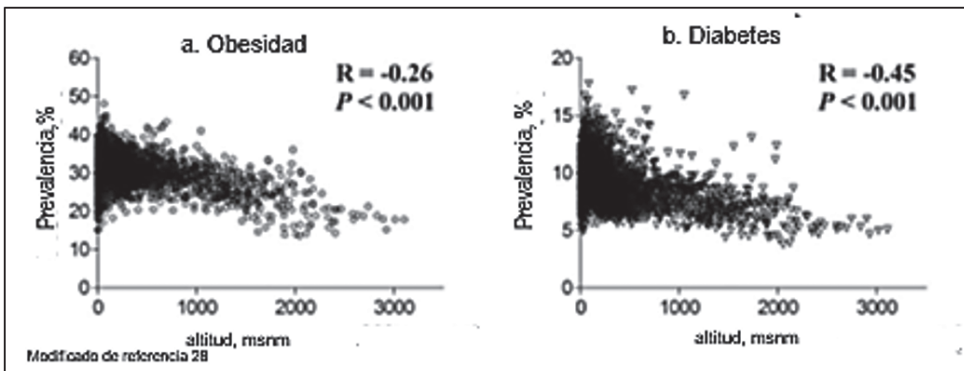 a. Obesidad
R = -0.26
P < 0.001
Prevalencia, %
60
50
40
30
20
10
0
0 1000 2000 3000
altitud, msnm
b. Diabetes
R = -0.45
P < 0.001
Prevalencia, %
20
15
10
5
0
0 1000 2000 3000
altitud, msnm
Modificado de referencia 28